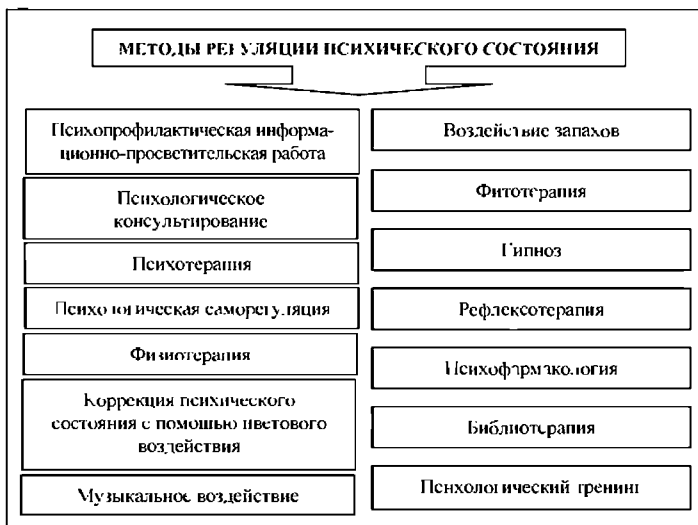 МЕТОДЫ РЕГУЛЯЦИИ ПСИХИЧЕСКОГО СОСТОЯНИЯ
Психопрофилактическая информа-
ционно-просветительская работа
Психологическое
консультирование
Психотерапия
Психологическая саморегуляция
Физиотерапия
Коррекция психического
состояния с помощью цветового
воздействия
Музыкальное воздействие
Воздействие запахов
Фитотерапия
Гипноз
Рефлексотерапия
Психофармакология
Библиотерапия
Психологический тренинг